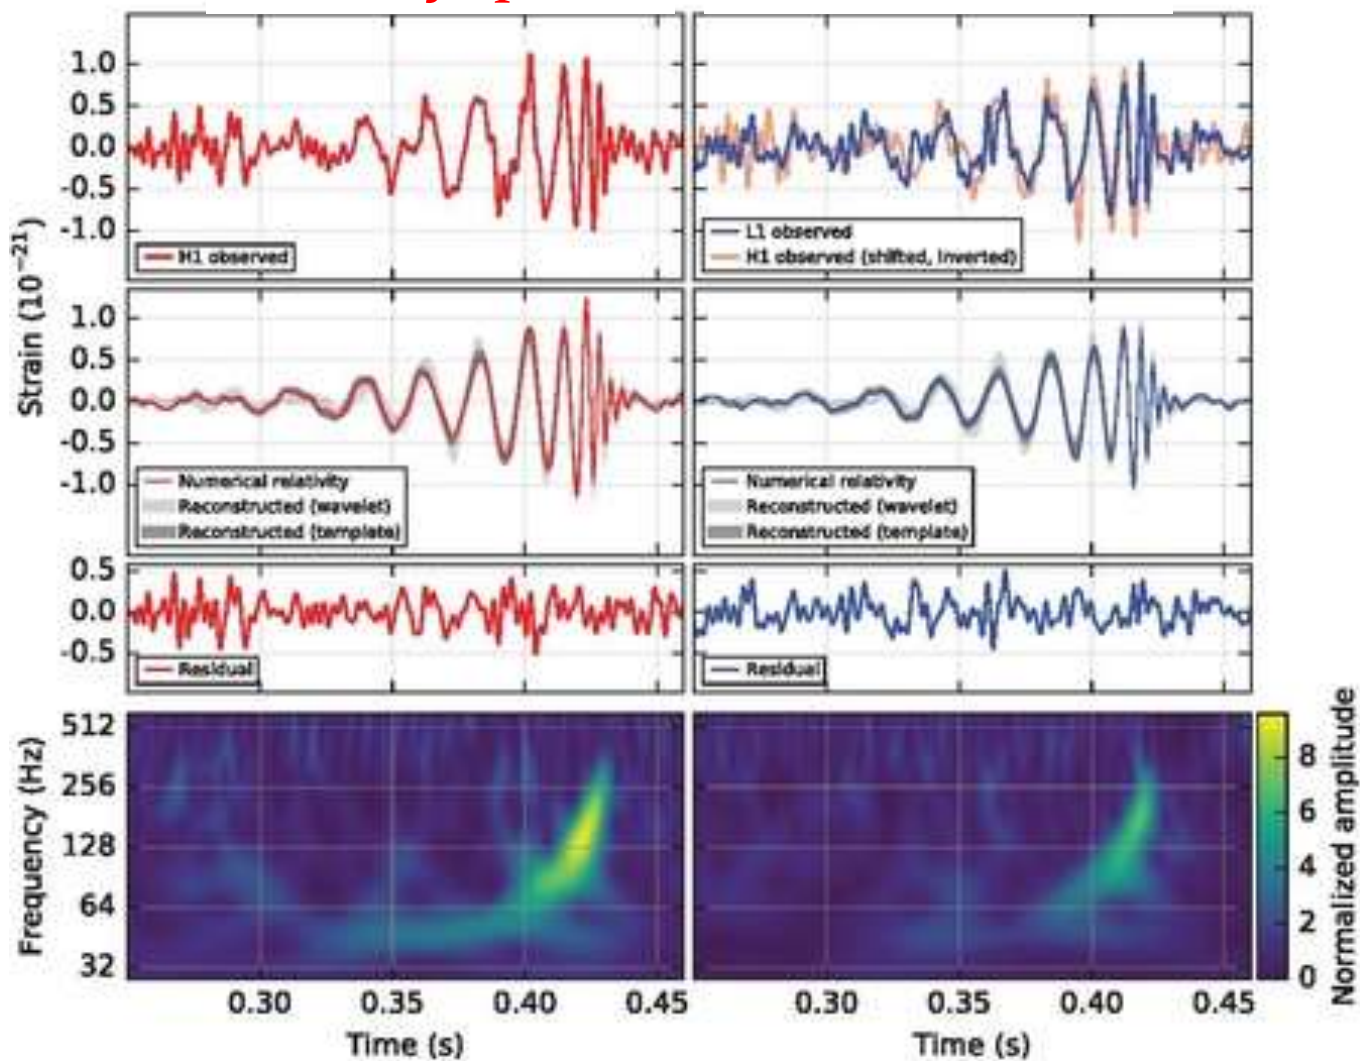 1.0
0.5
0.0
-0.5
-1.0
H1 observed
L1 observed
H1 observed (shifted, inverted)
Strain (10⁻²¹)
1.0
0.5
0.0
-0.5
-1.0
Numerical relativity
Reconstructed (wavelet)
Reconstructed (template)
Numerical relativity
Reconstructed (wavelet)
Reconstructed (template)
0.5
0.0
-0.5
Residual
Residual
Frequency (Hz)
512
256
128
64
32
0.30 0.35 0.40 0.45
Time (s)
0.30 0.35 0.40 0.45
Time (s)
8
6
4
2
0
Normalized amplitude